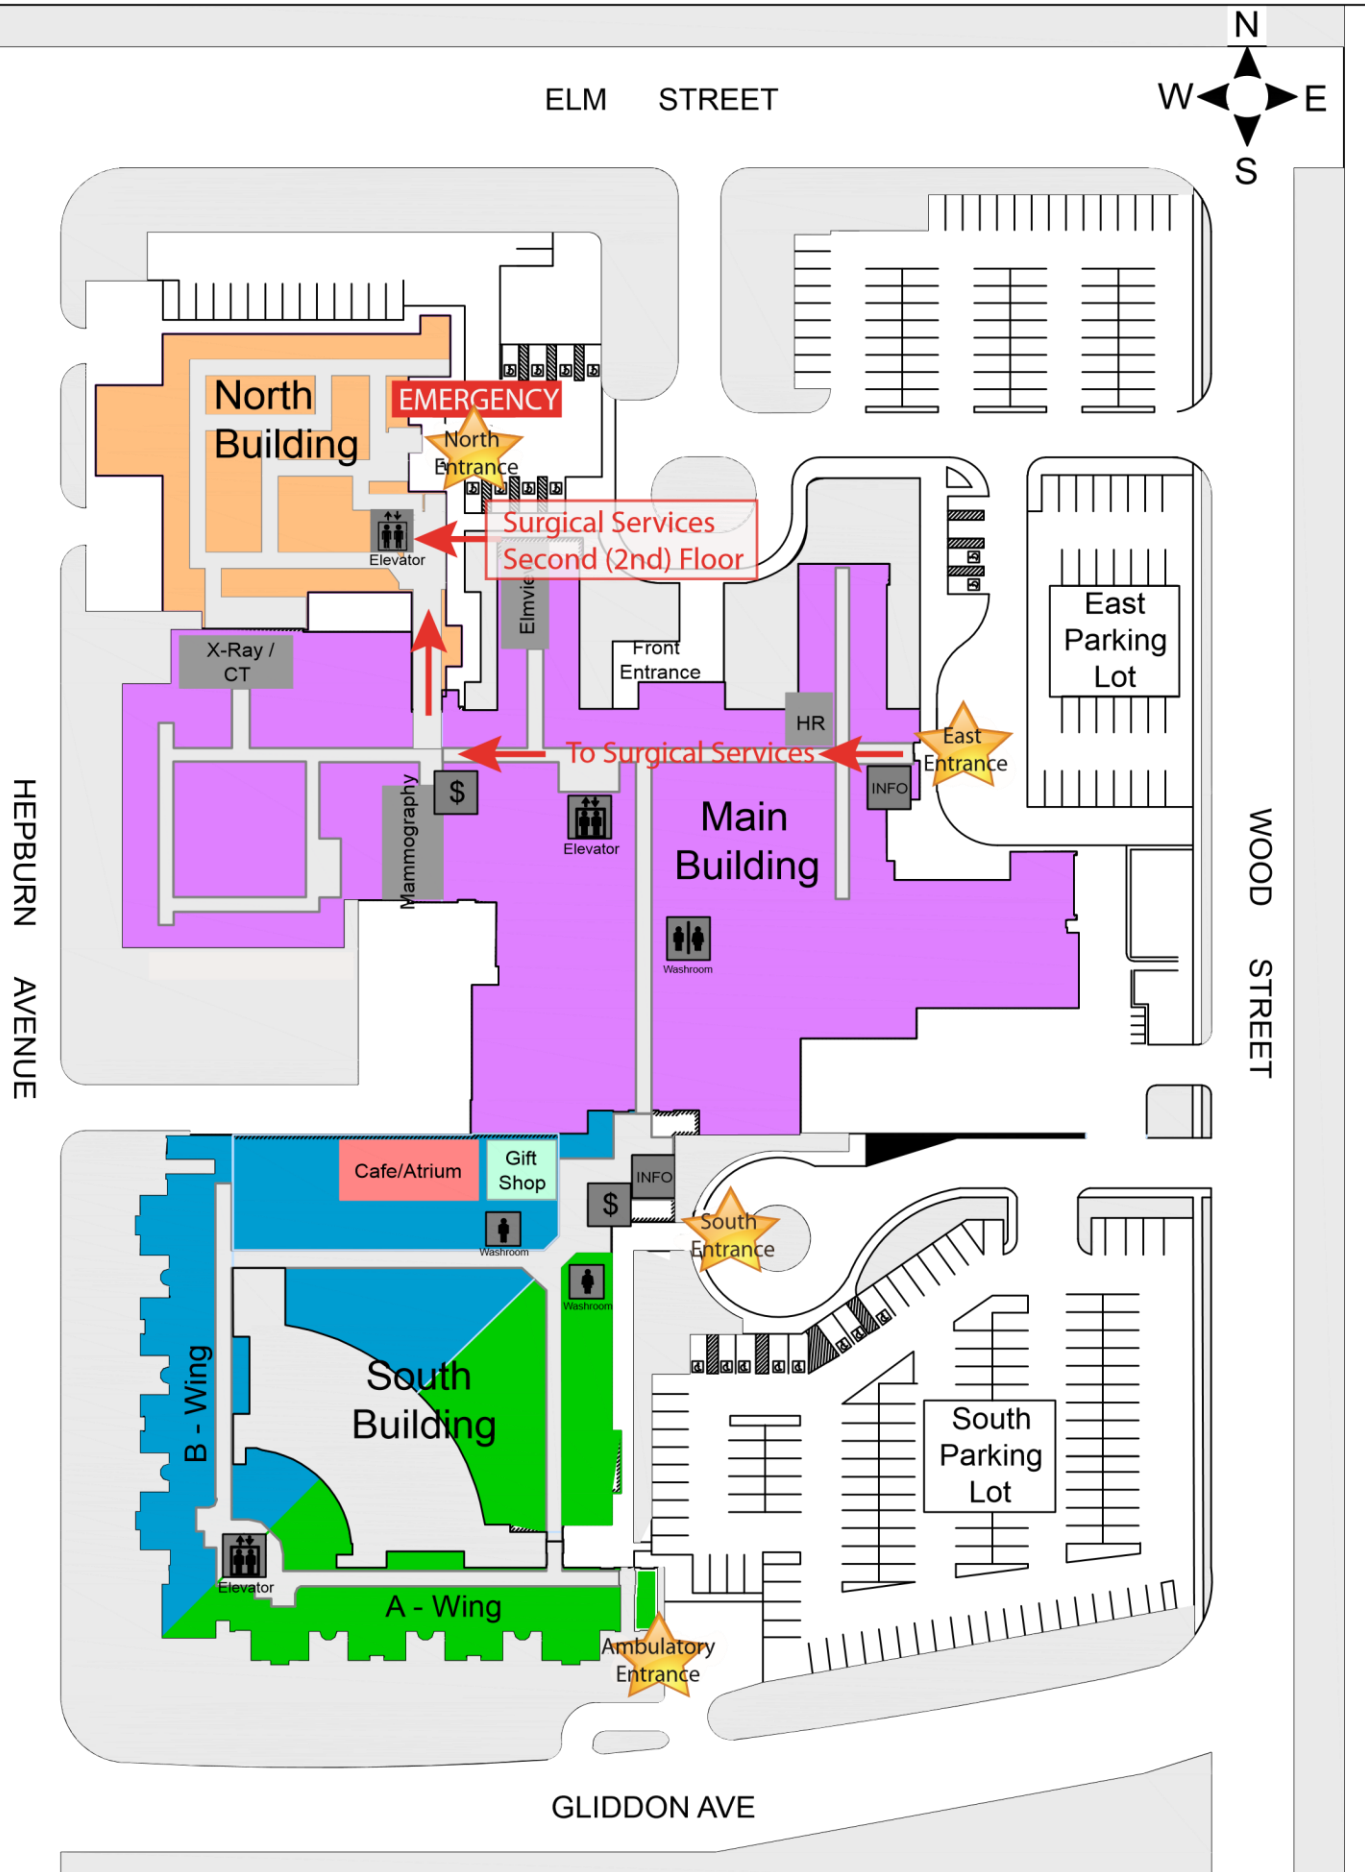 N
W E
S
ELM STREET
North
Building
EMERGENCY
North
Entrance
Surgical Services
Second (2nd) Floor
Elevator
Elmview
X-Ray /
CT
Front
Entrance
East
Parking
Lot
HR
East
Entrance
To Surgical Services
INFO
$
Mammography
Elevator
Main
Building
Washroom
HEPBURN AVENUE
WOOD STREET
Cafe/Atrium
Gift
Shop
INFO
$
Washroom
South
Entrance
Washroom
B - Wing
South
Building
South
Parking
Lot
Elevator
A - Wing
Ambulatory
Entrance
GLIDDON AVE